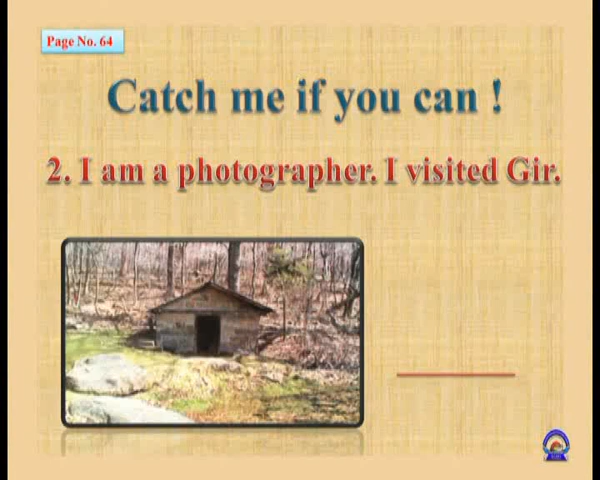 Page No. 64
Catch me if you can !
2. I am a photographer. I visited Gir.